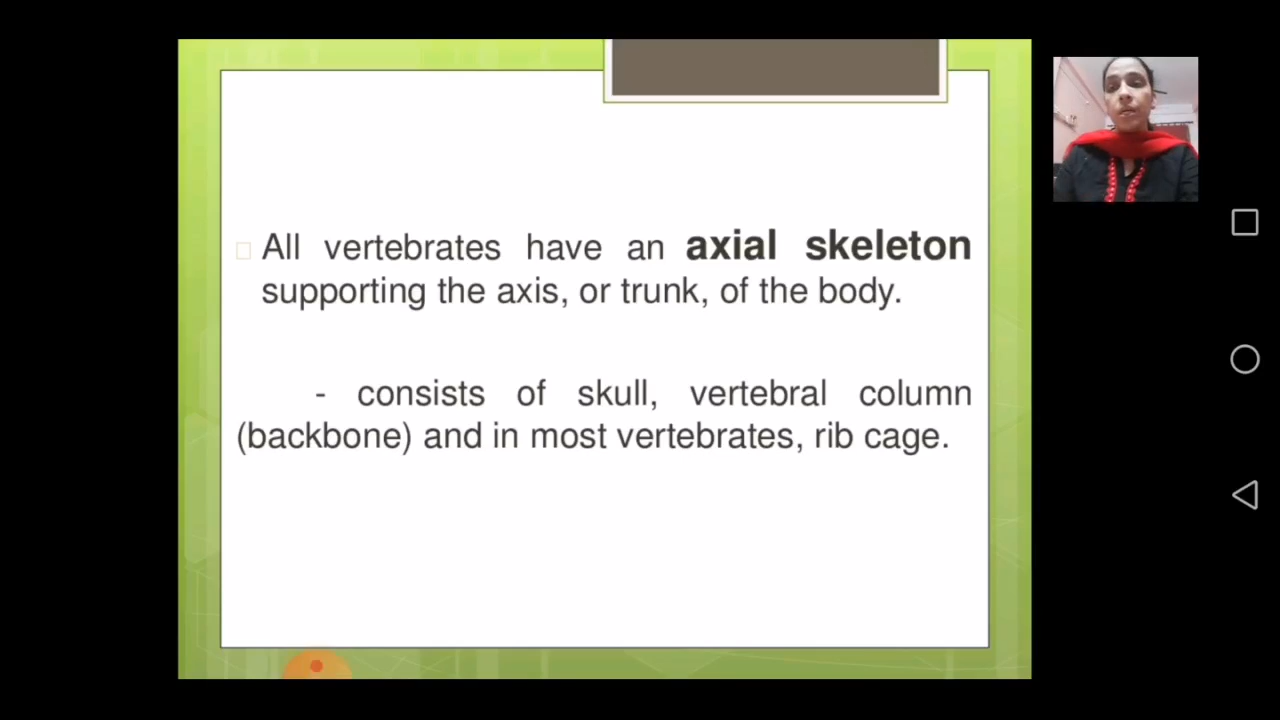 All vertebrates have an axial skeleton
supporting the axis, or trunk, of the body.
- consists of skull, vertebral column
(backbone) and in most vertebrates, rib cage.